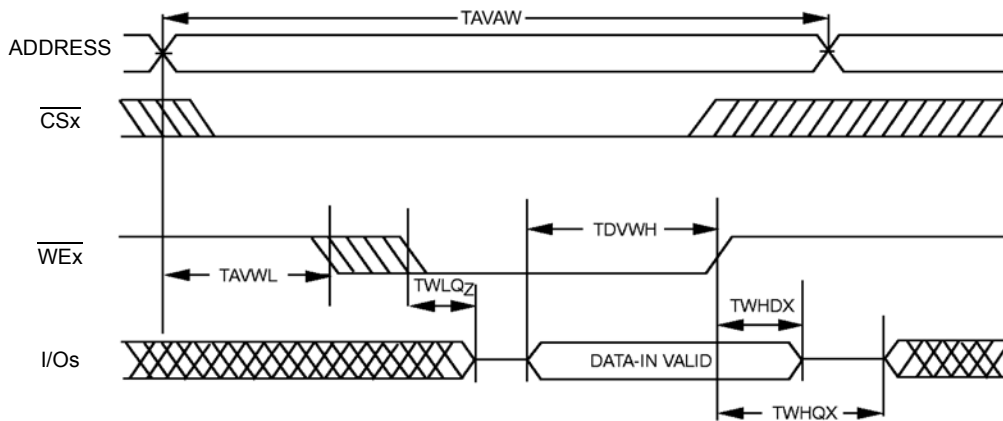 TAVAW
ADDRESS
CSx
WEx
TDVWH
TAVWL
TWLQZ
TWHDX
I/Os
DATA-IN VALID
TWHQX